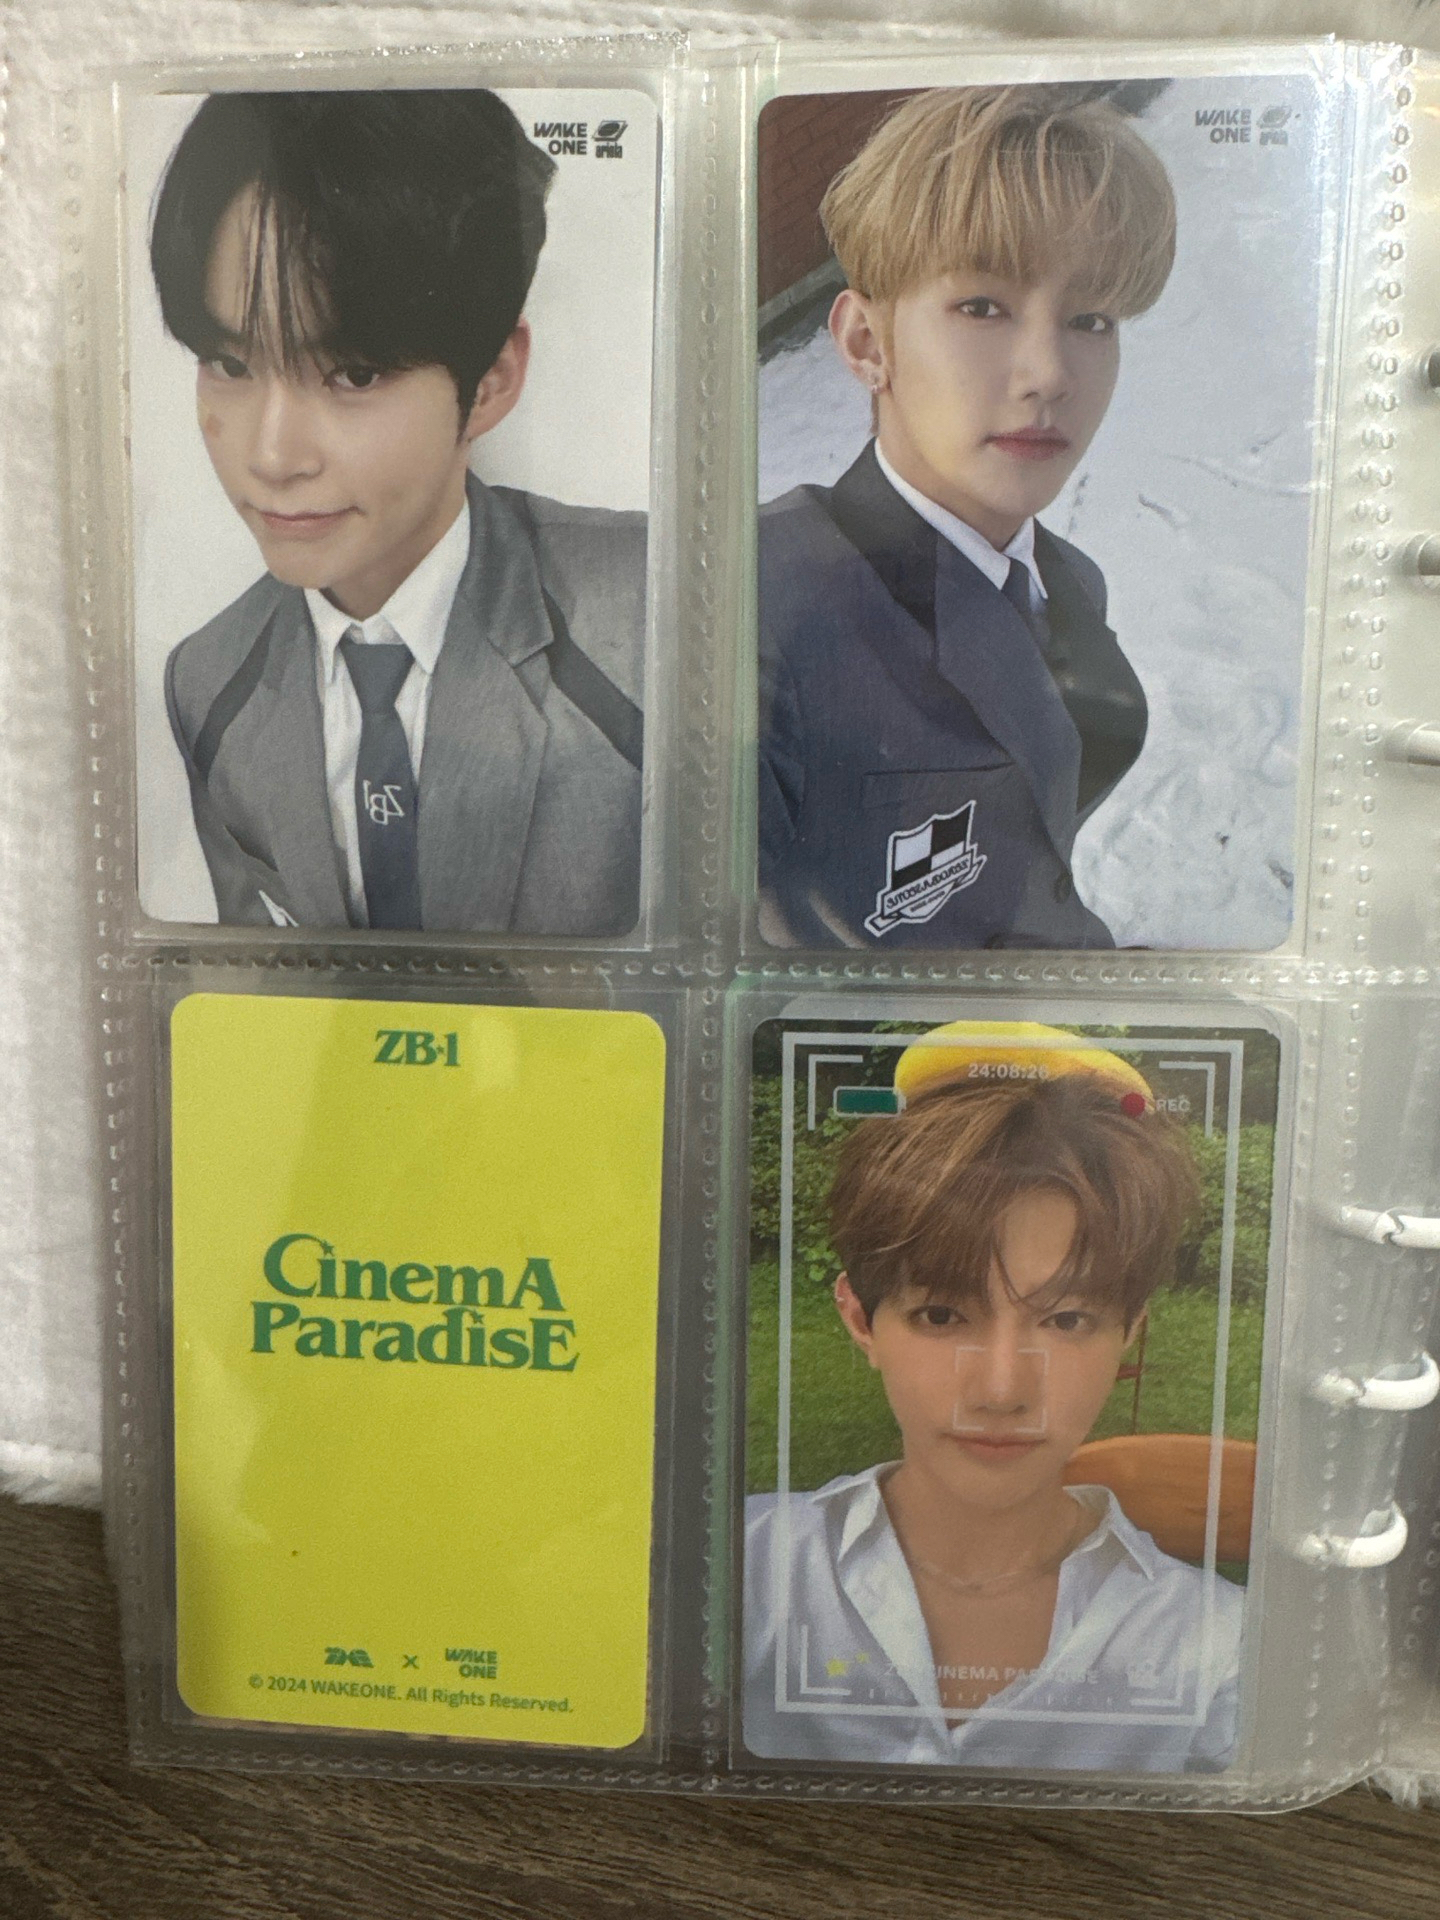 WAKE
ONE
ariola
WAKE
ONE
ZB1
ZB1
CinemA
ParadisE
× WAKE
ONE
© 2024 WAKEONE. All Rights Reserved.
24:08:26
REC
CINEMA PARADISE